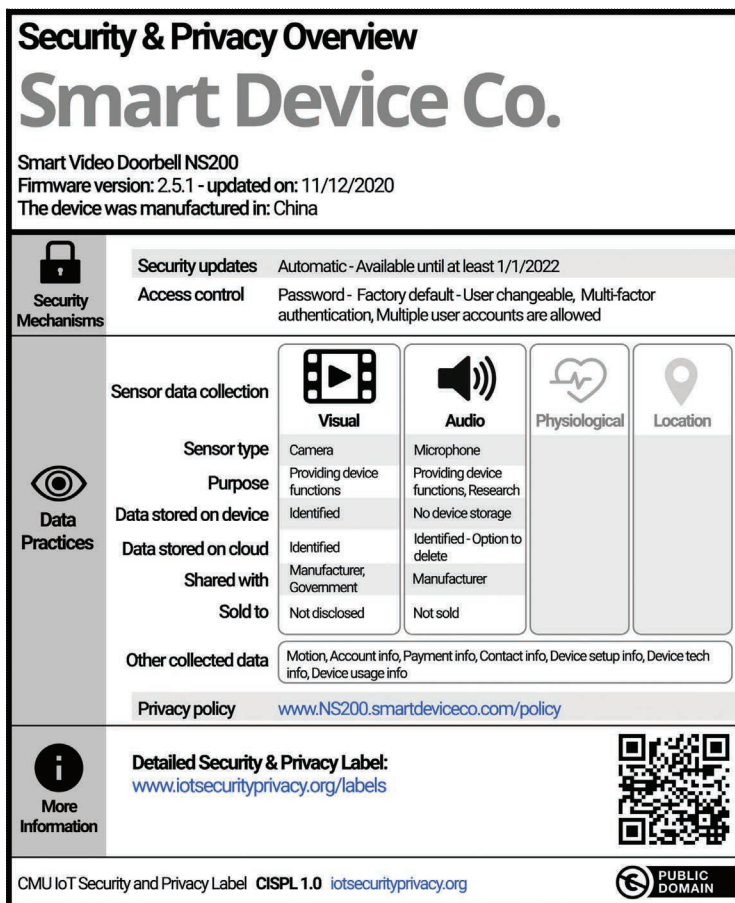 Security & Privacy Overview
Smart Device Co.
Smart Video Doorbell NS200
Firmware version: 2.5.1 - updated on: 11/12/2020
The device was manufactured in: China
Security
Mechanisms
Security updates Automatic - Available until at least 1/1/2022
Access control Password - Factory default - User changeable, Multi-factor
authentication, Multiple user accounts are allowed
Data
Practices
Sensor data collection
Visual Audio Physiological Location
Sensor type Camera Microphone
Purpose Providing device
functions Providing device
functions, Research
Data stored on device Identified No device storage
Data stored on cloud Identified Identified - Option to
delete
Shared with Manufacturer,
Government Manufacturer
Sold to Not disclosed Not sold
Other collected data Motion, Account info, Payment info, Contact info, Device setup info, Device tech
info, Device usage info
Privacy policy www.NS200.smartdeviceco.com/policy
i
More
Information
Detailed Security & Privacy Label:
www.iotsecurityprivacy.org/labels
CMU IoT Security and Privacy Label CISPL 1.0 iotsecurityprivacy.org
PUBLIC
DOMAIN